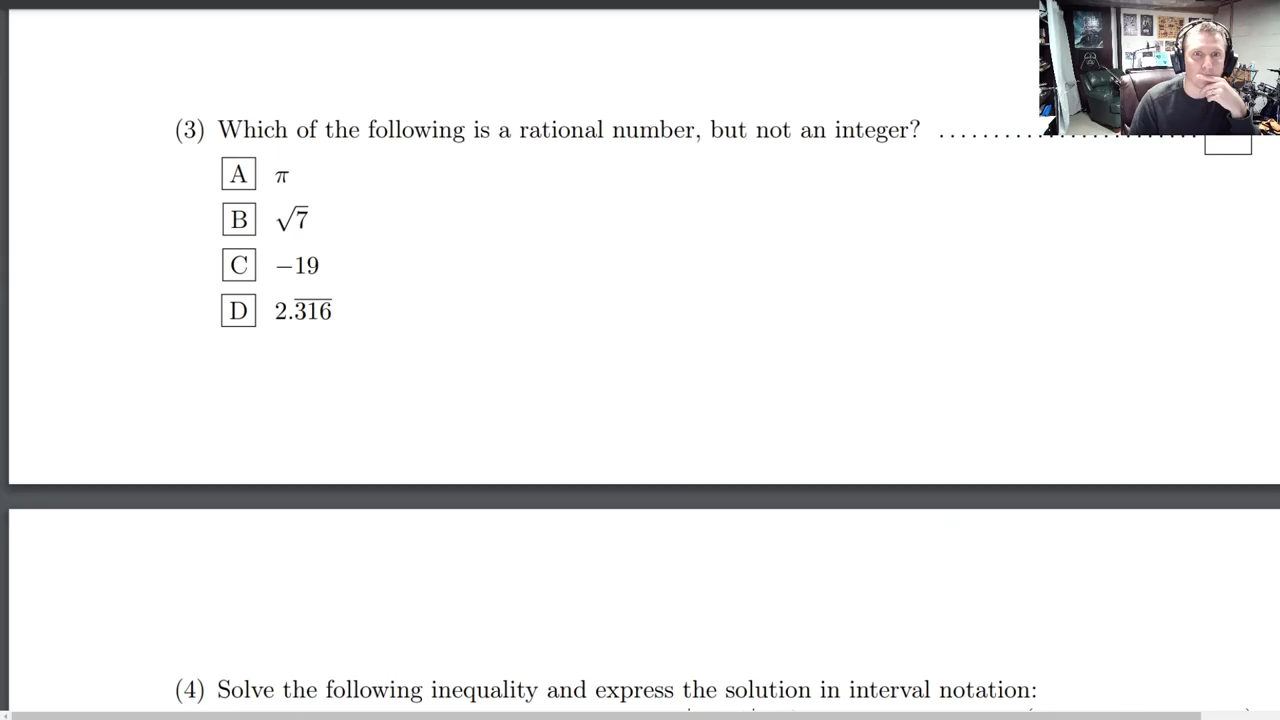 (3) Which of the following is a rational number, but not an integer? ........................
A π
B √7
C −19
D 2.3̅1̅6̅
(4) Solve the following inequality and express the solution in interval notation: